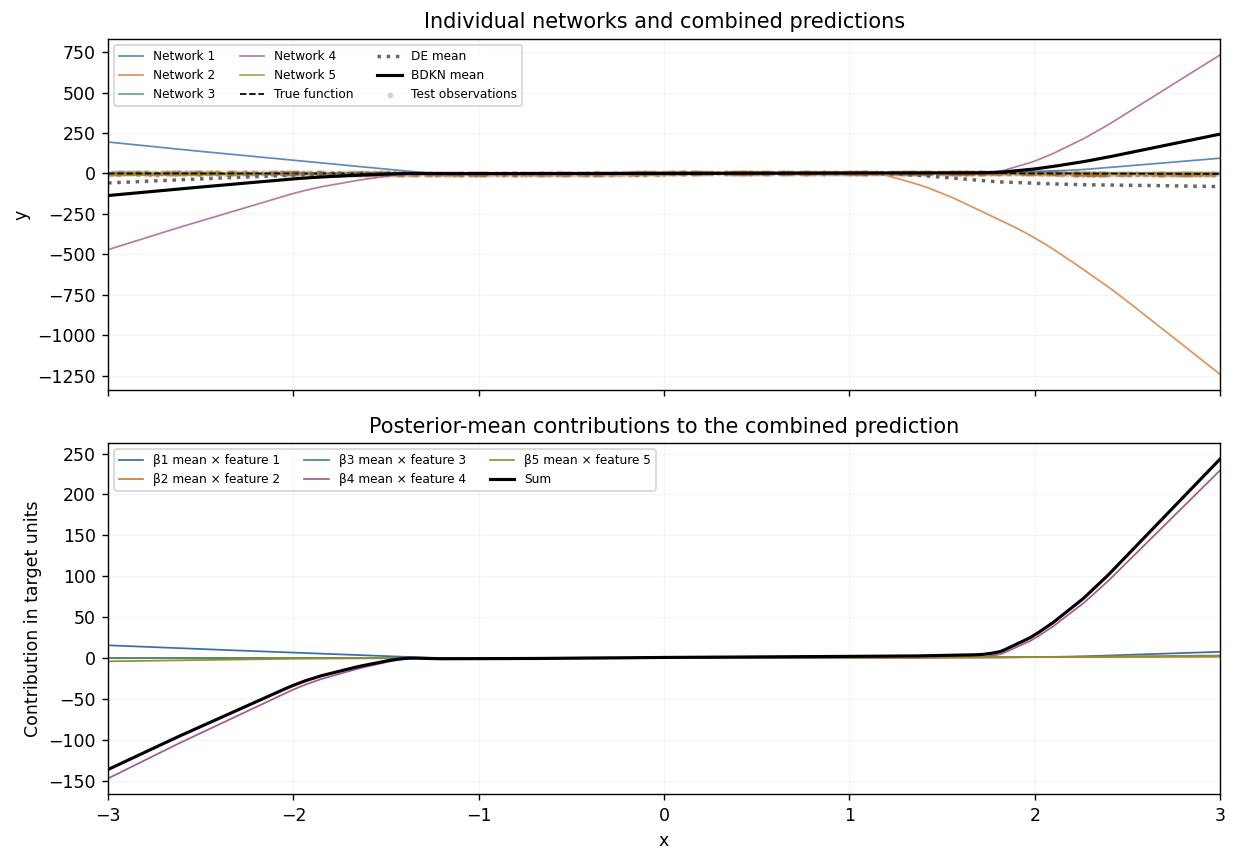 Individual networks and combined predictions
Network 1 Network 4 DE mean
Network 2 Network 5 BDKN mean
Network 3 True function Test observations
750
500
250
0
−250
−500
−750
−1000
−1250
y
Posterior-mean contributions to the combined prediction
β1 mean × feature 1 β3 mean × feature 3 β5 mean × feature 5
β2 mean × feature 2 β4 mean × feature 4 Sum
250
200
150
100
50
0
−50
−100
−150
Contribution in target units
−3 −2 −1 0 1 2 3
x